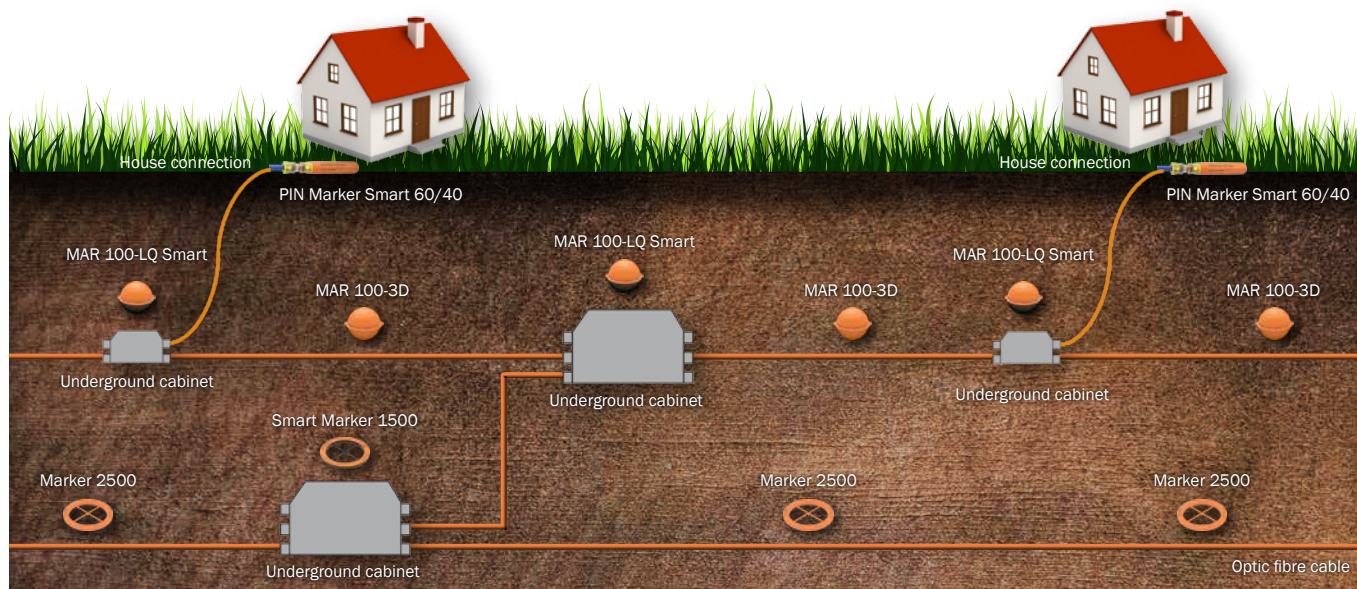 House connection
House connection
PIN Marker Smart 60/40
PIN Marker Smart 60/40
MAR 100-LQ Smart
MAR 100-LQ Smart
MAR 100-LQ Smart
MAR 100-3D
MAR 100-3D
MAR 100-3D
Underground cabinet
Underground cabinet
Underground cabinet
Smart Marker 1500
Marker 2500
Marker 2500
Marker 2500
Underground cabinet
Optic fibre cable